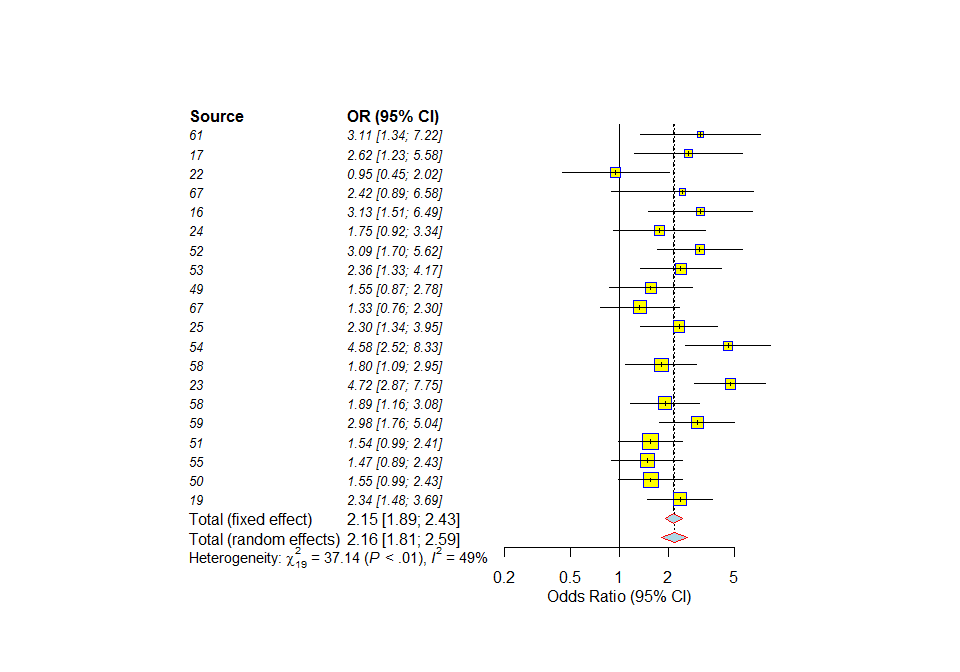 Source OR (95% CI)
61 3.11 [1.34; 7.22]
17 2.62 [1.23; 5.58]
22 0.95 [0.45; 2.02]
67 2.42 [0.89; 6.58]
16 3.13 [1.51; 6.49]
24 1.75 [0.92; 3.34]
52 3.09 [1.70; 5.62]
53 2.36 [1.33; 4.17]
49 1.55 [0.87; 2.78]
67 1.33 [0.76; 2.30]
25 2.30 [1.34; 3.95]
54 4.58 [2.52; 8.33]
58 1.80 [1.09; 2.95]
23 4.72 [2.87; 7.75]
58 1.89 [1.16; 3.08]
59 2.98 [1.76; 5.04]
51 1.54 [0.99; 2.41]
55 1.47 [0.89; 2.43]
50 1.55 [0.99; 2.43]
19 2.34 [1.48; 3.69]
Total (fixed effect) 2.15 [1.89; 2.43]
Total (random effects) 2.16 [1.81; 2.59]
Heterogeneity: χ²₁₉ = 37.14 (P < .01), I² = 49%
0.2 0.5 1 2 5
Odds Ratio (95% CI)